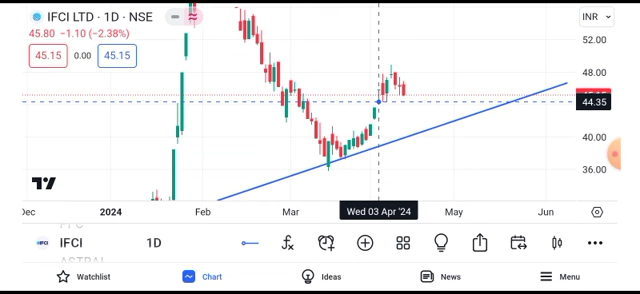 IFCI LTD · 1D · NSE
INR
45.80 −1.10 (−2.38%)
45.15 0.00 45.15
52.00
48.00
44.35
40.00
36.00
Dec 2024 Feb Mar Wed 03 Apr '24 May Jun
IFCI 1D
ASTRAL
Watchlist Chart Ideas News Menu